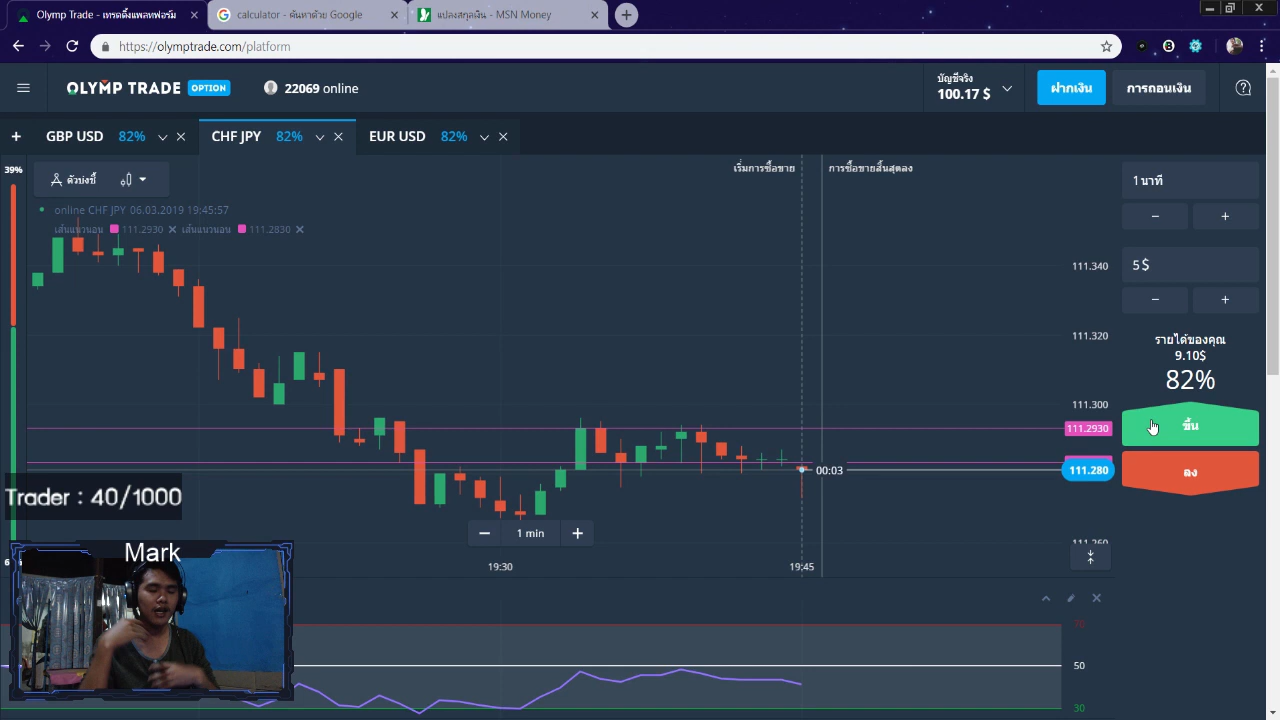 Olymp Trade - เทรดดิ้งแพลทฟอร์ม
calculator - ค้นหาด้วย Google
แปลงสกุลเงิน - MSN Money
https://olymptrade.com/platform
OLYMP TRADE OPTION
22069 online
บัญชีจริง
100.17 $
ฝากเงิน
การถอนเงิน
GBP USD 82%
CHF JPY 82%
EUR USD 82%
39%
ตัวบ่งชี้
เริ่มการซื้อขาย
การซื้อขายสิ้นสุดลง
online CHF JPY 06.03.2019 19:45:57
เส้นแนวนอน 111.2930 เส้นแนวนอน 111.2830
1 นาที
5 $
รายได้ของคุณ
9.10$
82%
ขึ้น
ลง
111.340
111.320
111.300
111.2930
111.280
111.260
00:03
Trader : 40/1000
1 min
19:30
19:45
Mark
70
50
30